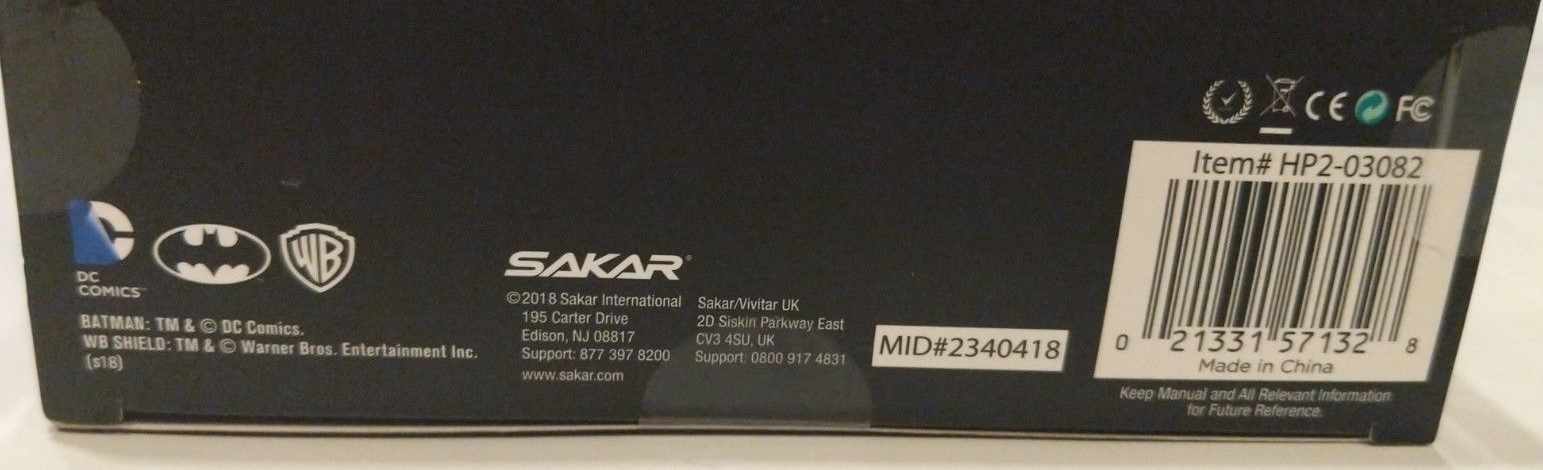 CE FC
Item# HP2-03082
0 21331 57132 8
Made in China
Keep Manual and All Relevant Information
for Future Reference.
DC
COMICS™
WB
BATMAN: TM & © DC Comics.
WB SHIELD: TM & © Warner Bros. Entertainment Inc.
(s18)
SAKAR®
©2018 Sakar International
195 Carter Drive
Edison, NJ 08817
Support: 877 397 8200
www.sakar.com
Sakar/Vivitar UK
2D Siskin Parkway East
CV3 4SU, UK
Support: 0800 917 4831
MID#2340418